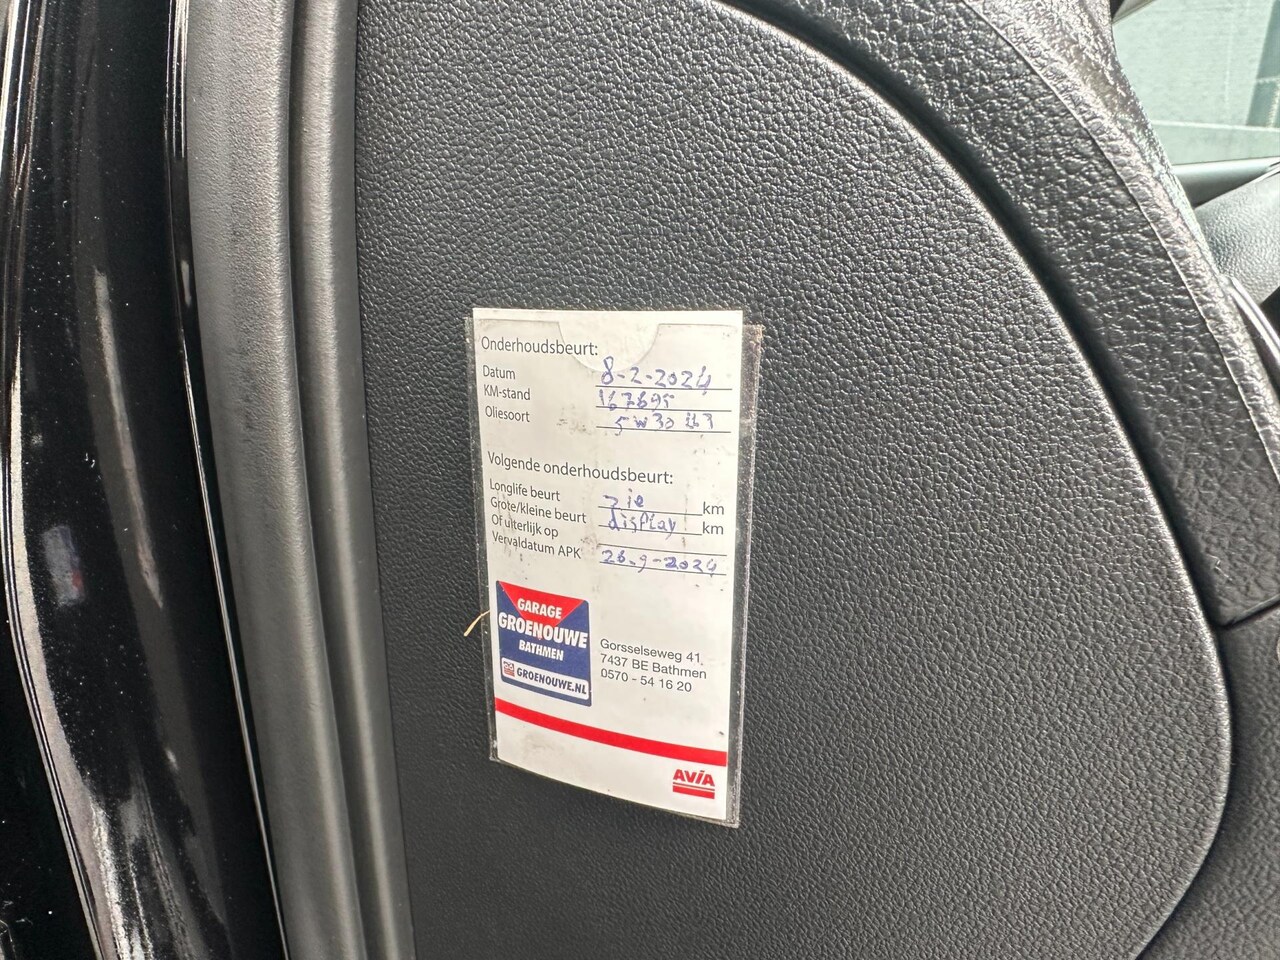 Onderhoudsbeurt:
Datum 8-2-2024
KM-stand 167695
Oliesoort 5W30
Volgende onderhoudsbeurt:
Longlife beurt zie km
Grote/kleine beurt display km
Of uiterlijk op
Vervaldatum APK 26-9-2024
GARAGE
GROENOUWE
BATHMEN
GROENOUWE.NL
Gorsselseweg 41,
7437 BE Bathmen
0570 - 54 16 20
AVIA